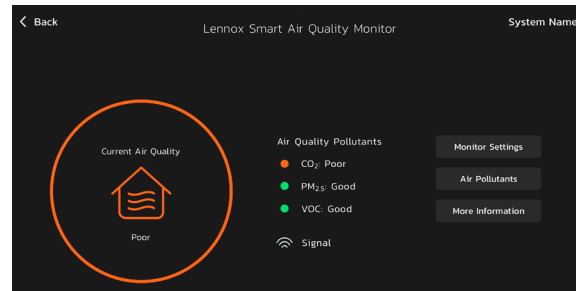 Back
Lennox Smart Air Quality Monitor
System Name
Current Air Quality
Poor
Air Quality Pollutants
CO₂: Poor
PM₂.₅: Good
VOC: Good
Signal
Monitor Settings
Air Pollutants
More Information